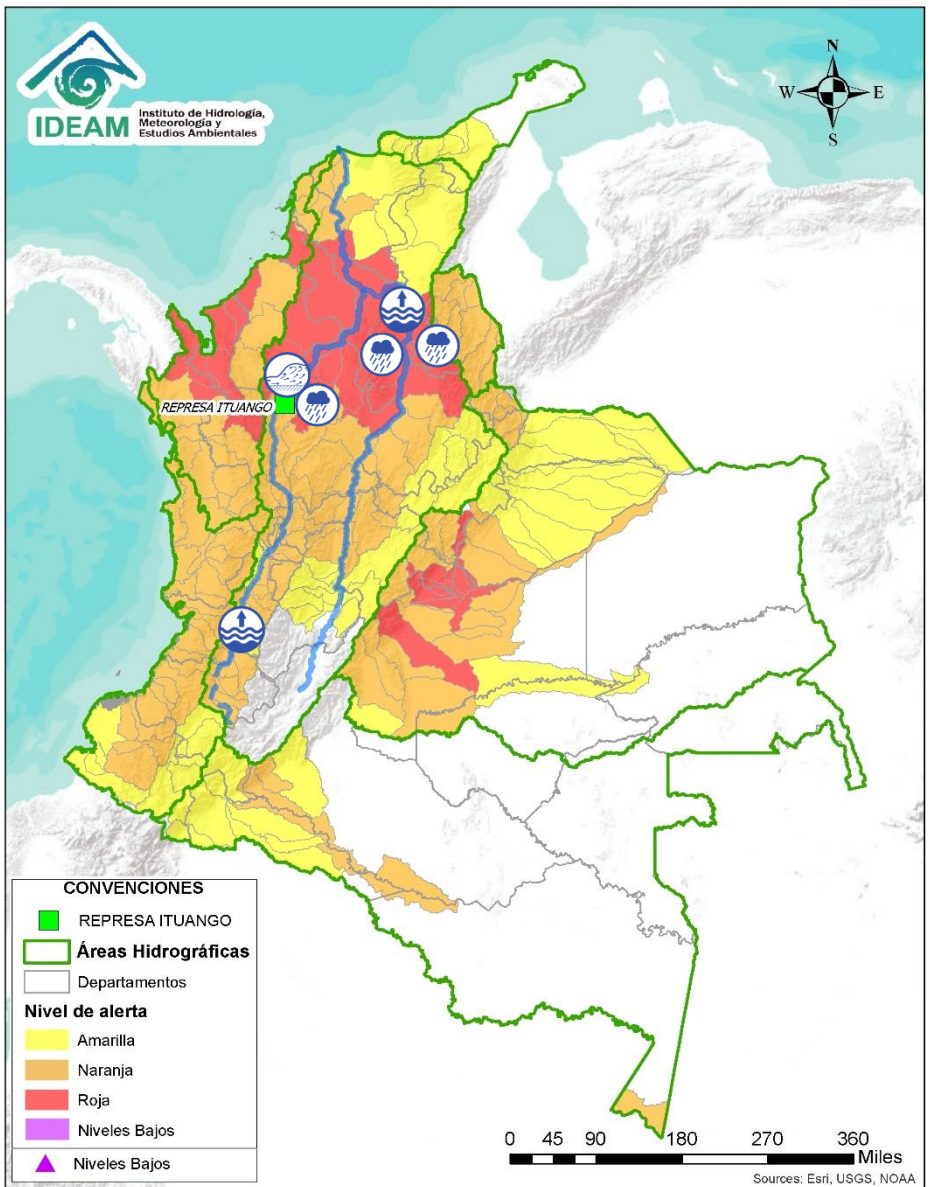 IDEAM
Instituto de Hidrología,
Meteorología y
Estudios Ambientales
N
W
E
S
REPRESA ITUANGO
CONVENCIONES
REPRESA ITUANGO
Áreas Hidrográficas
Departamentos
Nivel de alerta
Amarilla
Naranja
Roja
Niveles Bajos
Niveles Bajos
0 45 90 180 270 360
Miles
Sources: Esri, USGS, NOAA